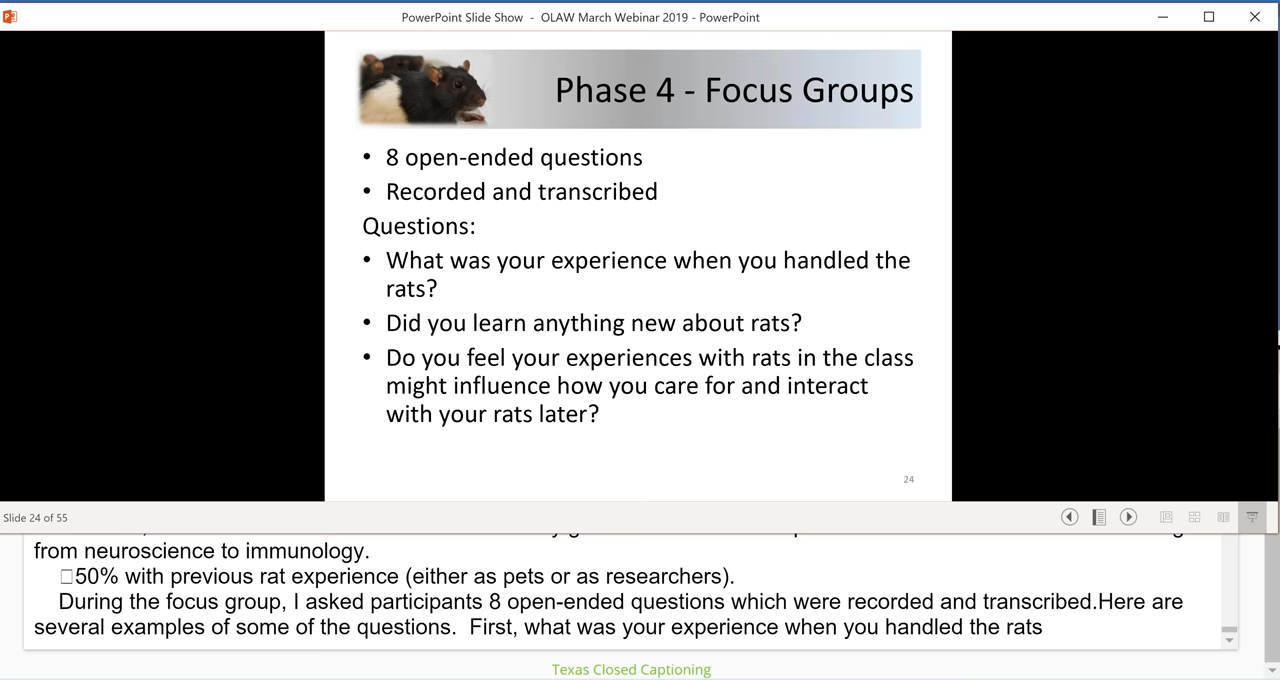 PowerPoint Slide Show - OLAW March Webinar 2019 - PowerPoint
Phase 4 - Focus Groups
• 8 open-ended questions
• Recorded and transcribed
Questions:
• What was your experience when you handled the
rats?
• Did you learn anything new about rats?
• Do you feel your experiences with rats in the class
might influence how you care for and interact
with your rats later?
24
Slide 24 of 55
from neuroscience to immunology.
50% with previous rat experience (either as pets or as researchers).
During the focus group, I asked participants 8 open-ended questions which were recorded and transcribed.Here are
several examples of some of the questions.  First, what was your experience when you handled the rats
Texas Closed Captioning